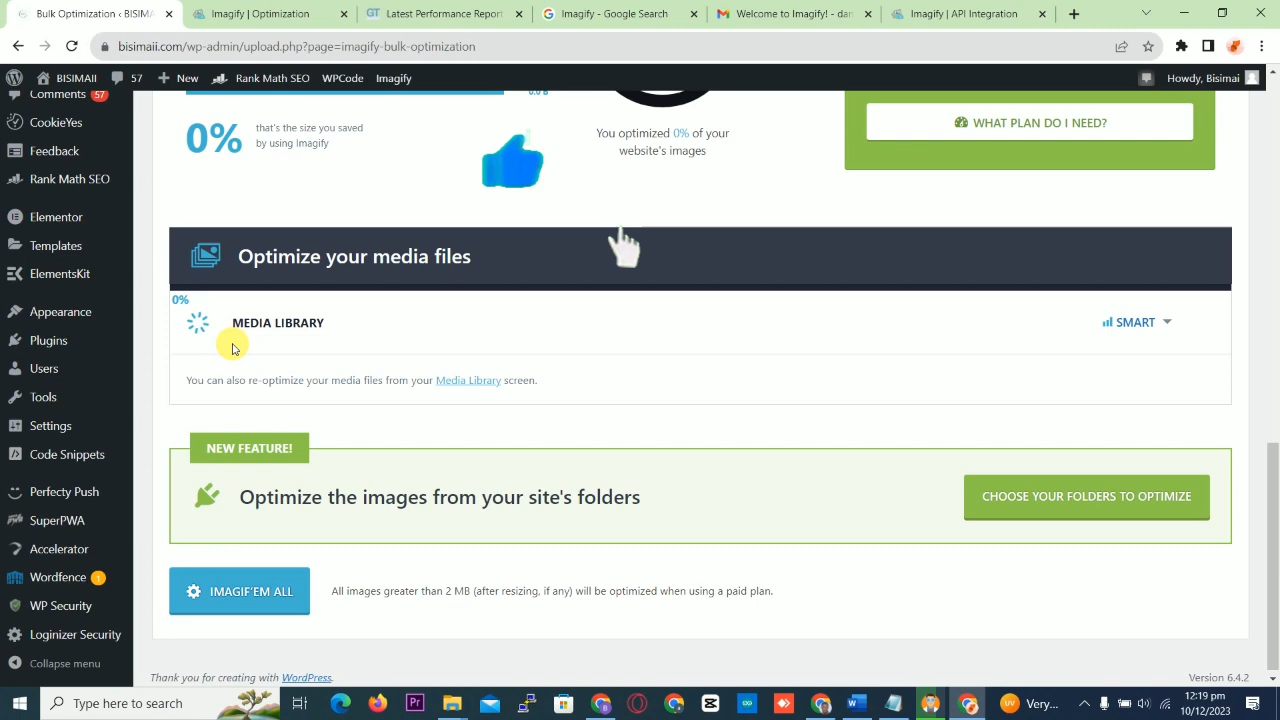 Bulk Optimizatio
Latest Performance Report
Imagify - Google Search
Welcome to Imagify! - dan
Imagify | API Integration
bisimaii.com/wp-admin/upload.php?page=imagify-bulk-optimization
BISIMAII
57
New
Rank Math SEO
WPCode
Imagify
Howdy, Bisimai
Comments 57
CookieYes
Feedback
Rank Math SEO
Elementor
Templates
ElementsKit
Appearance
Plugins
Users
Tools
Settings
Code Snippets
Perfecty Push
SuperPWA
Accelerator
Wordfence 1
WP Security
Loginizer Security
Collapse menu
0.0 B
0%
that's the size you saved
by using Imagify
You optimized 0% of your
website's images
WHAT PLAN DO I NEED?
Optimize your media files
0%
MEDIA LIBRARY
SMART
You can also re-optimize your media files from your Media Library screen.
NEW FEATURE!
Optimize the images from your site's folders
CHOOSE YOUR FOLDERS TO OPTIMIZE
IMAGIF'EM ALL
All images greater than 2 MB (after resizing, if any) will be optimized when using a paid plan.
Thank you for creating with WordPress.
Version 6.4.2
Type here to search
Very...
12:19 pm
10/12/2023